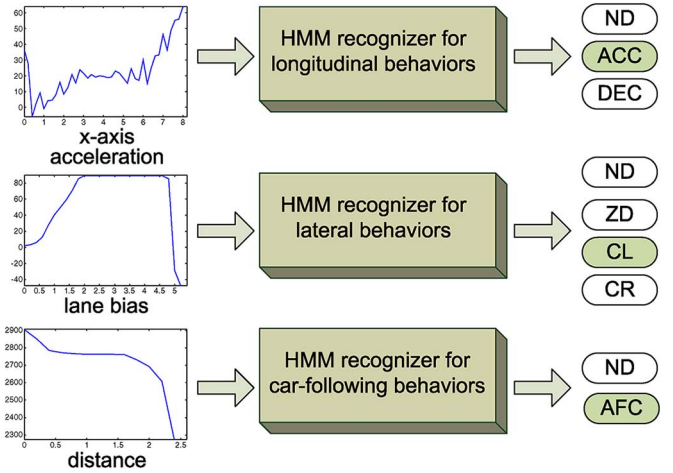 60
50
40
30
20
10
0
0 1 2 3 4 5 6 7 8
x-axis
acceleration
HMM recognizer for
longitudinal behaviors
ND
ACC
DEC
80
60
40
20
0
-20
-40
0 0.5 1 1.5 2 2.5 3 3.5 4 4.5 5
lane bias
HMM recognizer for
lateral behaviors
ND
ZD
CL
CR
2900
2800
2700
2600
2500
2400
2300
0 0.5 1 1.5 2 2.5
distance
HMM recognizer for
car-following behaviors
ND
AFC